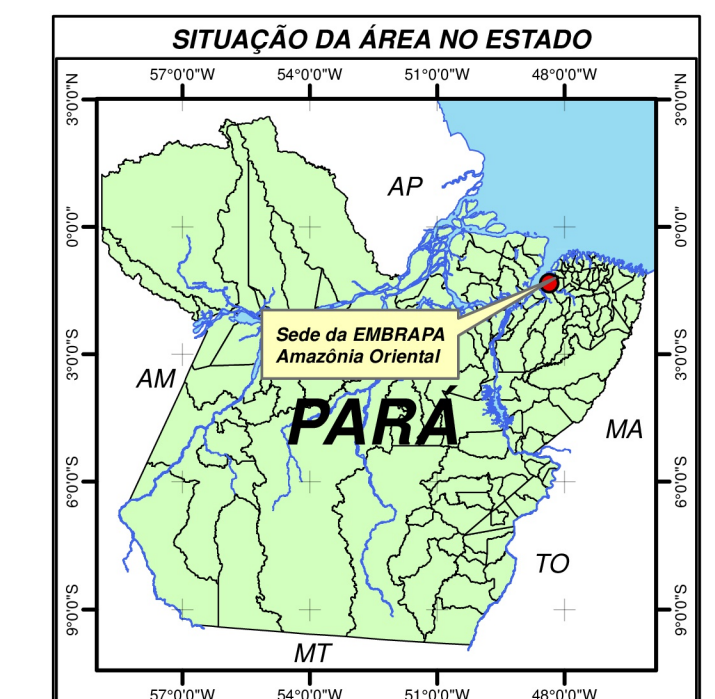 SITUAÇÃO DA ÁREA NO ESTADO
57°0'0"W 54°0'0"W 51°0'0"W 48°0'0"W
3°0'0"N 3°0'0"N
AP
0°0'0" 0°0'0"
Sede da EMBRAPA
Amazônia Oriental
3°0'0"S 3°0'0"S
AM
PARÁ
MA
6°0'0"S 6°0'0"S
TO
9°0'0"S 9°0'0"S
MT
57°0'0"W 54°0'0"W 51°0'0"W 48°0'0"W